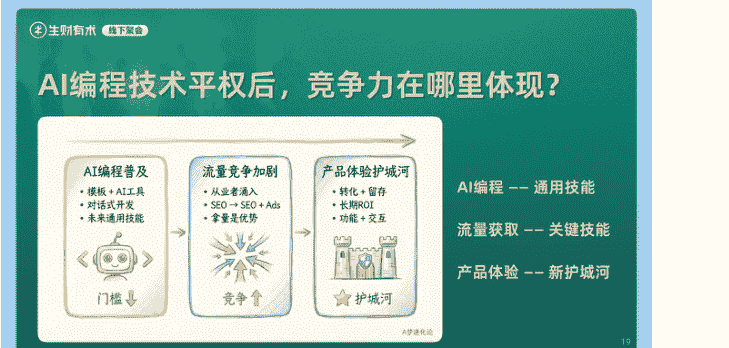 生财有术 线下聚会
AI编程技术平权后，竞争力在哪里体现？
AI编程普及
• 模板 + AI工具
• 对话式开发
• 未来通用技能
门槛↓
流量竞争加剧
• 从业者涌入
• SEO → SEO + Ads
• 拿量是优势
竞争↑
产品体验护城河
• 转化 + 留存
• 长期ROI
• 功能 + 交互
护城河
AI编程 —— 通用技能
流量获取 —— 关键技能
产品体验 —— 新护城河
19